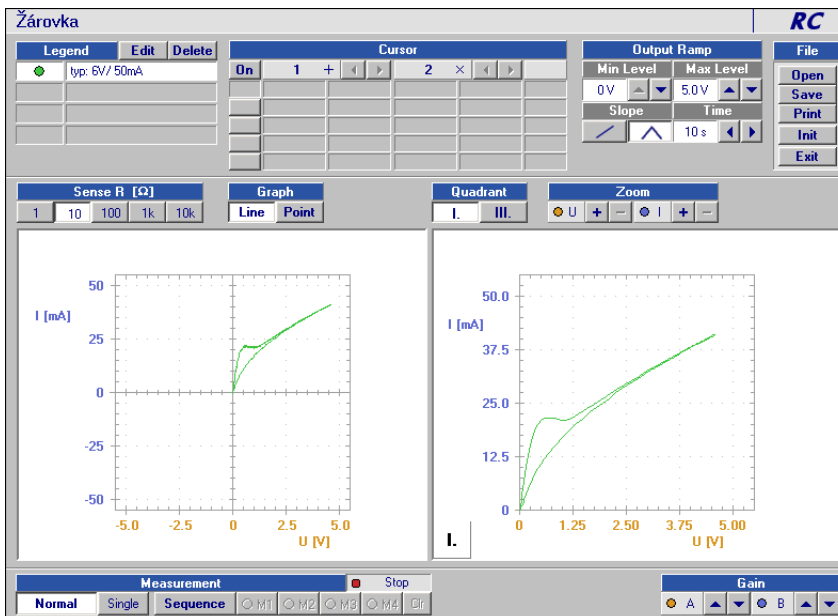 Žárovka RC
Legend Edit Delete Cursor Output Ramp File
typ: 6V/ 50mA On 1 + 2 × Min Level Max Level Open
0 V 5.0 V Save
Slope Time Print
10 s Init
Exit
Sense R [Ω] Graph Quadrant Zoom
1 10 100 1k 10k Line Point I. III. U + − I + −
50 50.0
I [mA] I [mA]
25 37.5
0 25.0
-25 12.5
-50 0
-5.0 -2.5 0 2.5 5.0 0 1.25 2.50 3.75 5.00
U [V] I. U [V]
Measurement Stop Gain
Normal Single Sequence M1 M2 M3 M4 Clr A B